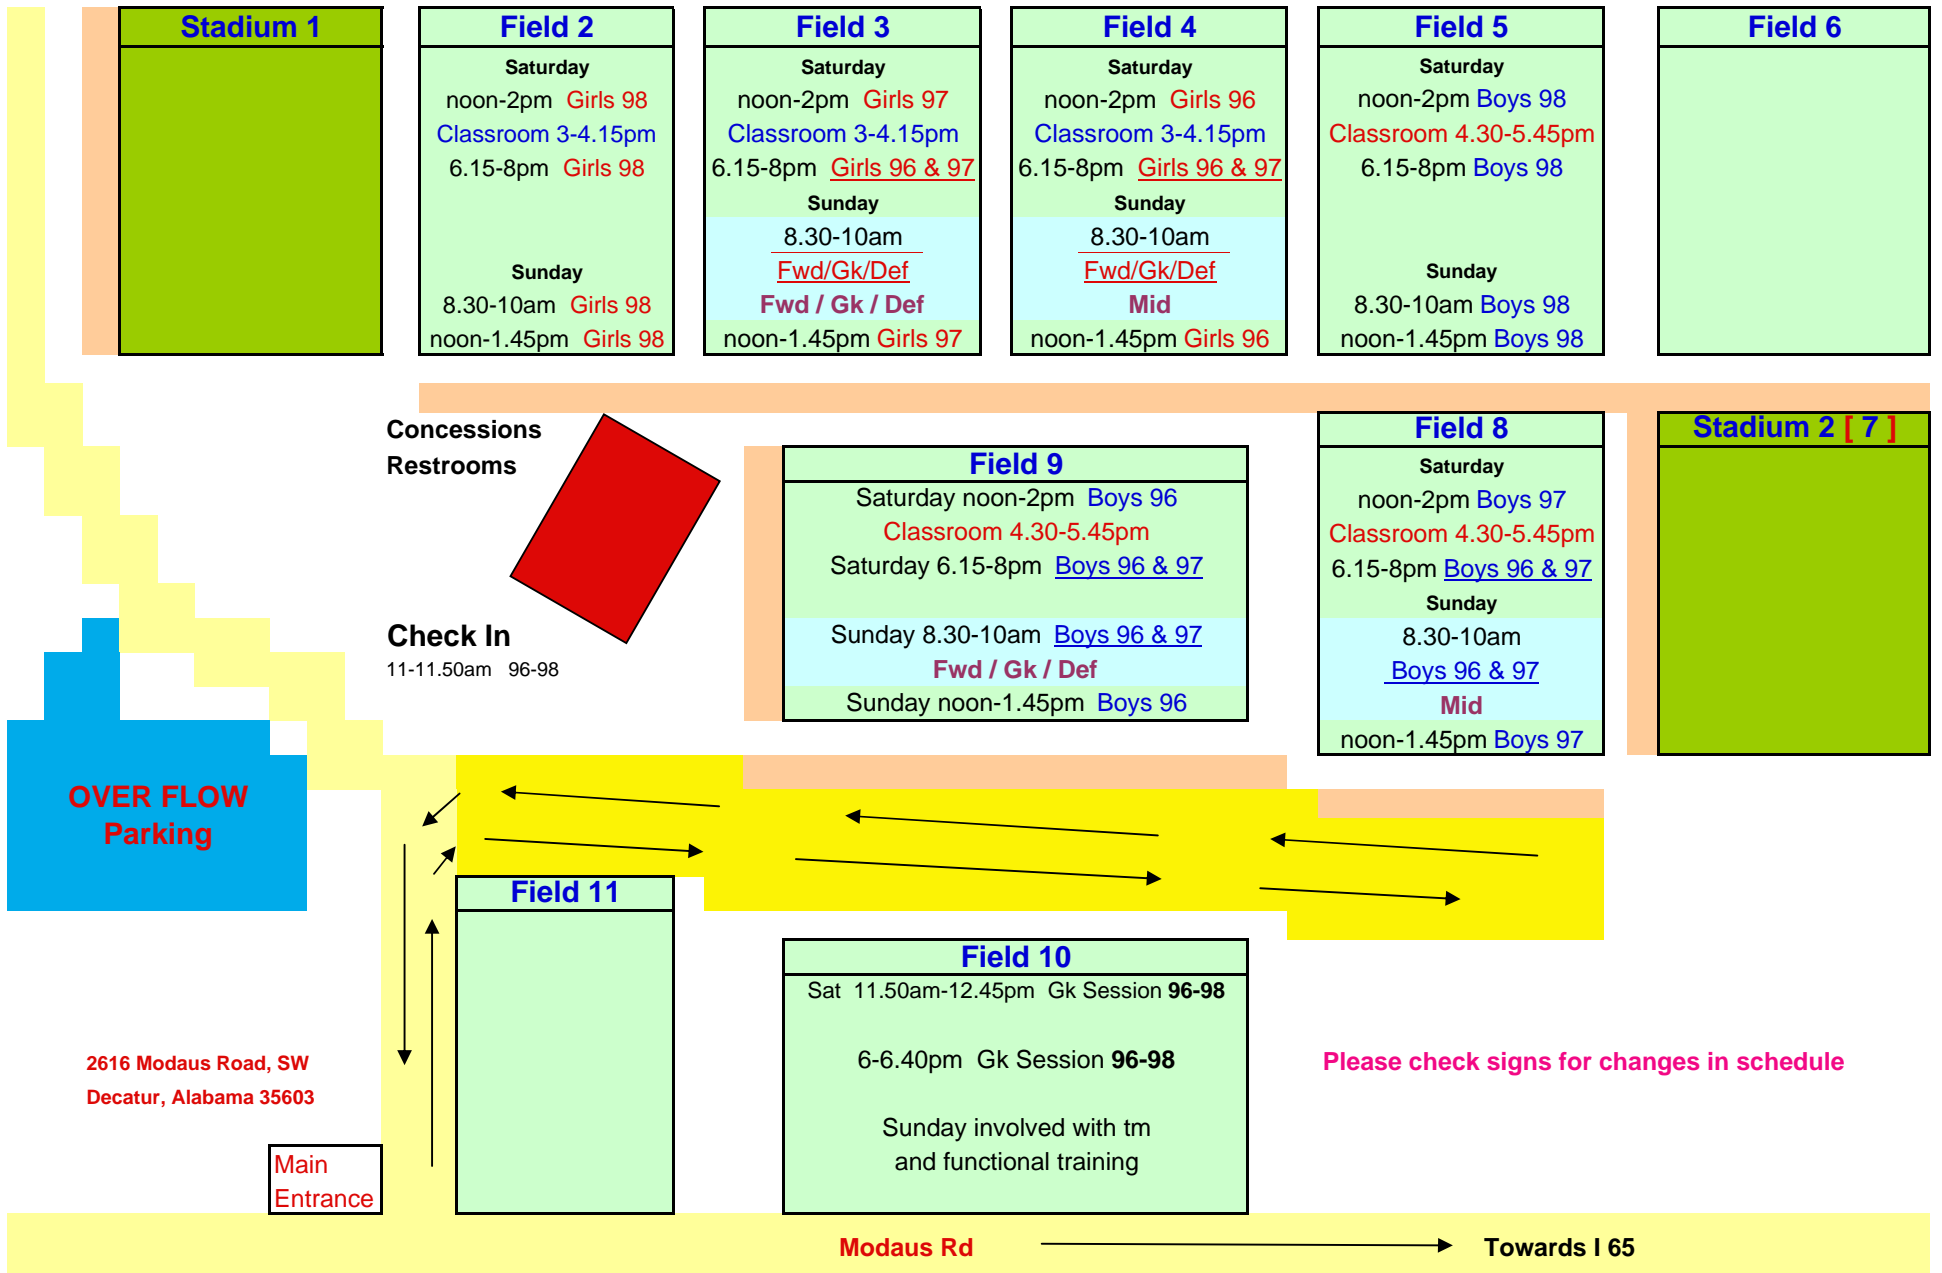 Stadium 1
Field 2
Saturday
noon-2pm Girls 98
Classroom 3-4.15pm
6.15-8pm Girls 98
Sunday
8.30-10am Girls 98
noon-1.45pm Girls 98
Field 3
Saturday
noon-2pm Girls 97
Classroom 3-4.15pm
6.15-8pm Girls 96 & 97
Sunday
8.30-10am
Fwd/Gk/Def
Fwd / Gk / Def
noon-1.45pm Girls 97
Field 4
Saturday
noon-2pm Girls 96
Classroom 3-4.15pm
6.15-8pm Girls 96 & 97
Sunday
8.30-10am
Fwd/Gk/Def
Mid
noon-1.45pm Girls 96
Field 5
Saturday
noon-2pm Boys 98
Classroom 4.30-5.45pm
6.15-8pm Boys 98
Sunday
8.30-10am Boys 98
noon-1.45pm Boys 98
Field 6
Concessions
Restrooms
Check In
11-11.50am 96-98
Field 9
Saturday noon-2pm Boys 96
Classroom 4.30-5.45pm
Saturday 6.15-8pm Boys 96 & 97
Sunday 8.30-10am Boys 96 & 97
Fwd / Gk / Def
Sunday noon-1.45pm Boys 96
Field 8
Saturday
noon-2pm Boys 97
Classroom 4.30-5.45pm
6.15-8pm Boys 96 & 97
Sunday
8.30-10am
Boys 96 & 97
Mid
noon-1.45pm Boys 97
Stadium 2 [ 7 ]
OVER FLOW
Parking
Field 11
Field 10
Sat 11.50am-12.45pm Gk Session 96-98
6-6.40pm Gk Session 96-98
Sunday involved with tm
and functional training
Please check signs for changes in schedule
2616 Modaus Road, SW
Decatur, Alabama 35603
Main
Entrance
Modaus Rd
Towards I 65